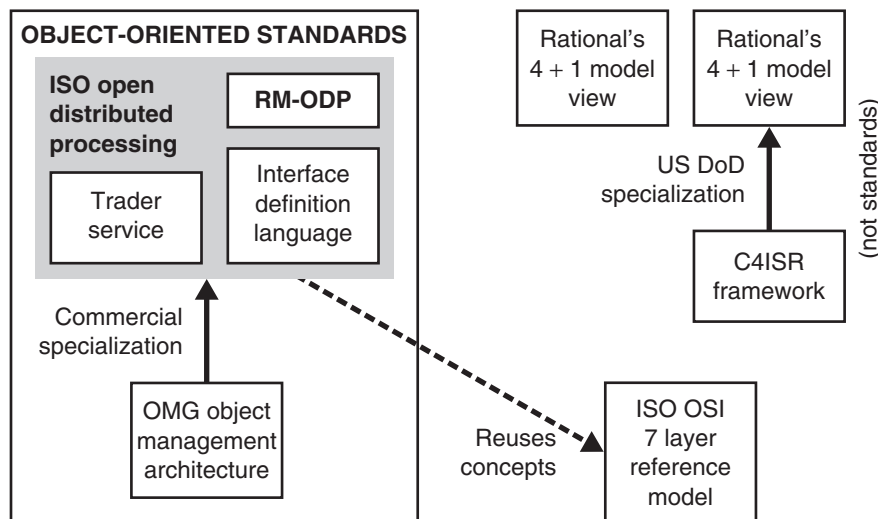 OBJECT-ORIENTED STANDARDS
ISO open
distributed
processing
RM-ODP
Trader
service
Interface
definition
language
Commercial
specialization
OMG object
management
architecture
Rational's
4 + 1 model
view
Rational's
4 + 1 model
view
US DoD
specialization
(not standards)
C4ISR
framework
Reuses
concepts
ISO OSI
7 layer
reference
model